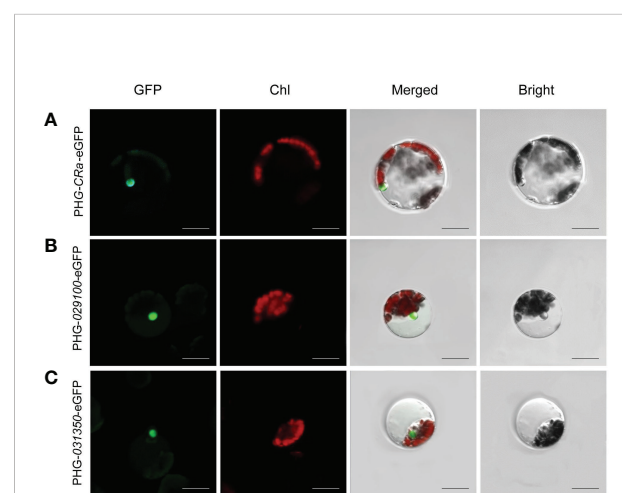 GFP Chl Merged Bright
A
PHG-CRa-eGFP
B
PHG-029100-eGFP
C
PHG-031350-eGFP